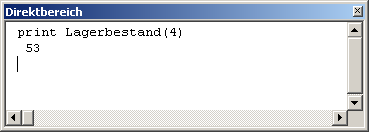 Direktbereich
print Lagerbestand(4)
53